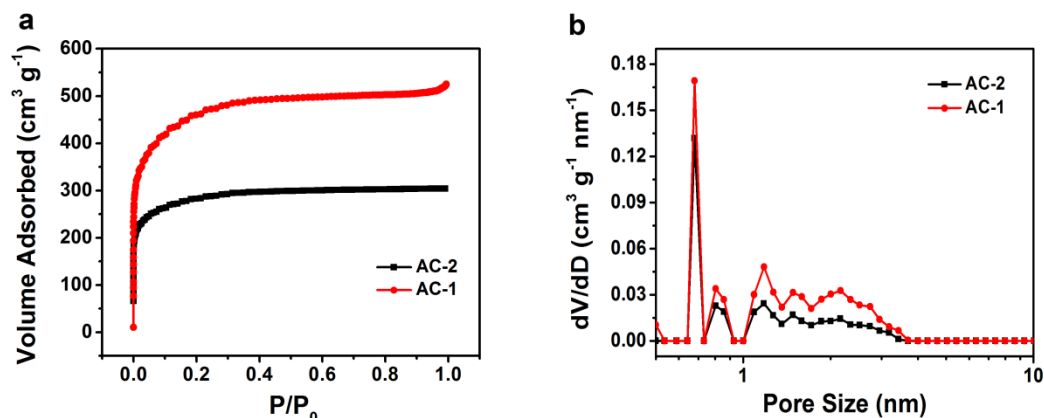 a
Volume Adsorbed (cm³ g⁻¹)
600
500
400
300
200
100
0
AC-2
AC-1
0.0 0.2 0.4 0.6 0.8 1.0
P/P₀
b
dV/dD (cm³ g⁻¹ nm⁻¹)
0.18
0.15
0.12
0.09
0.06
0.03
0.00
AC-2
AC-1
1 10
Pore Size (nm)